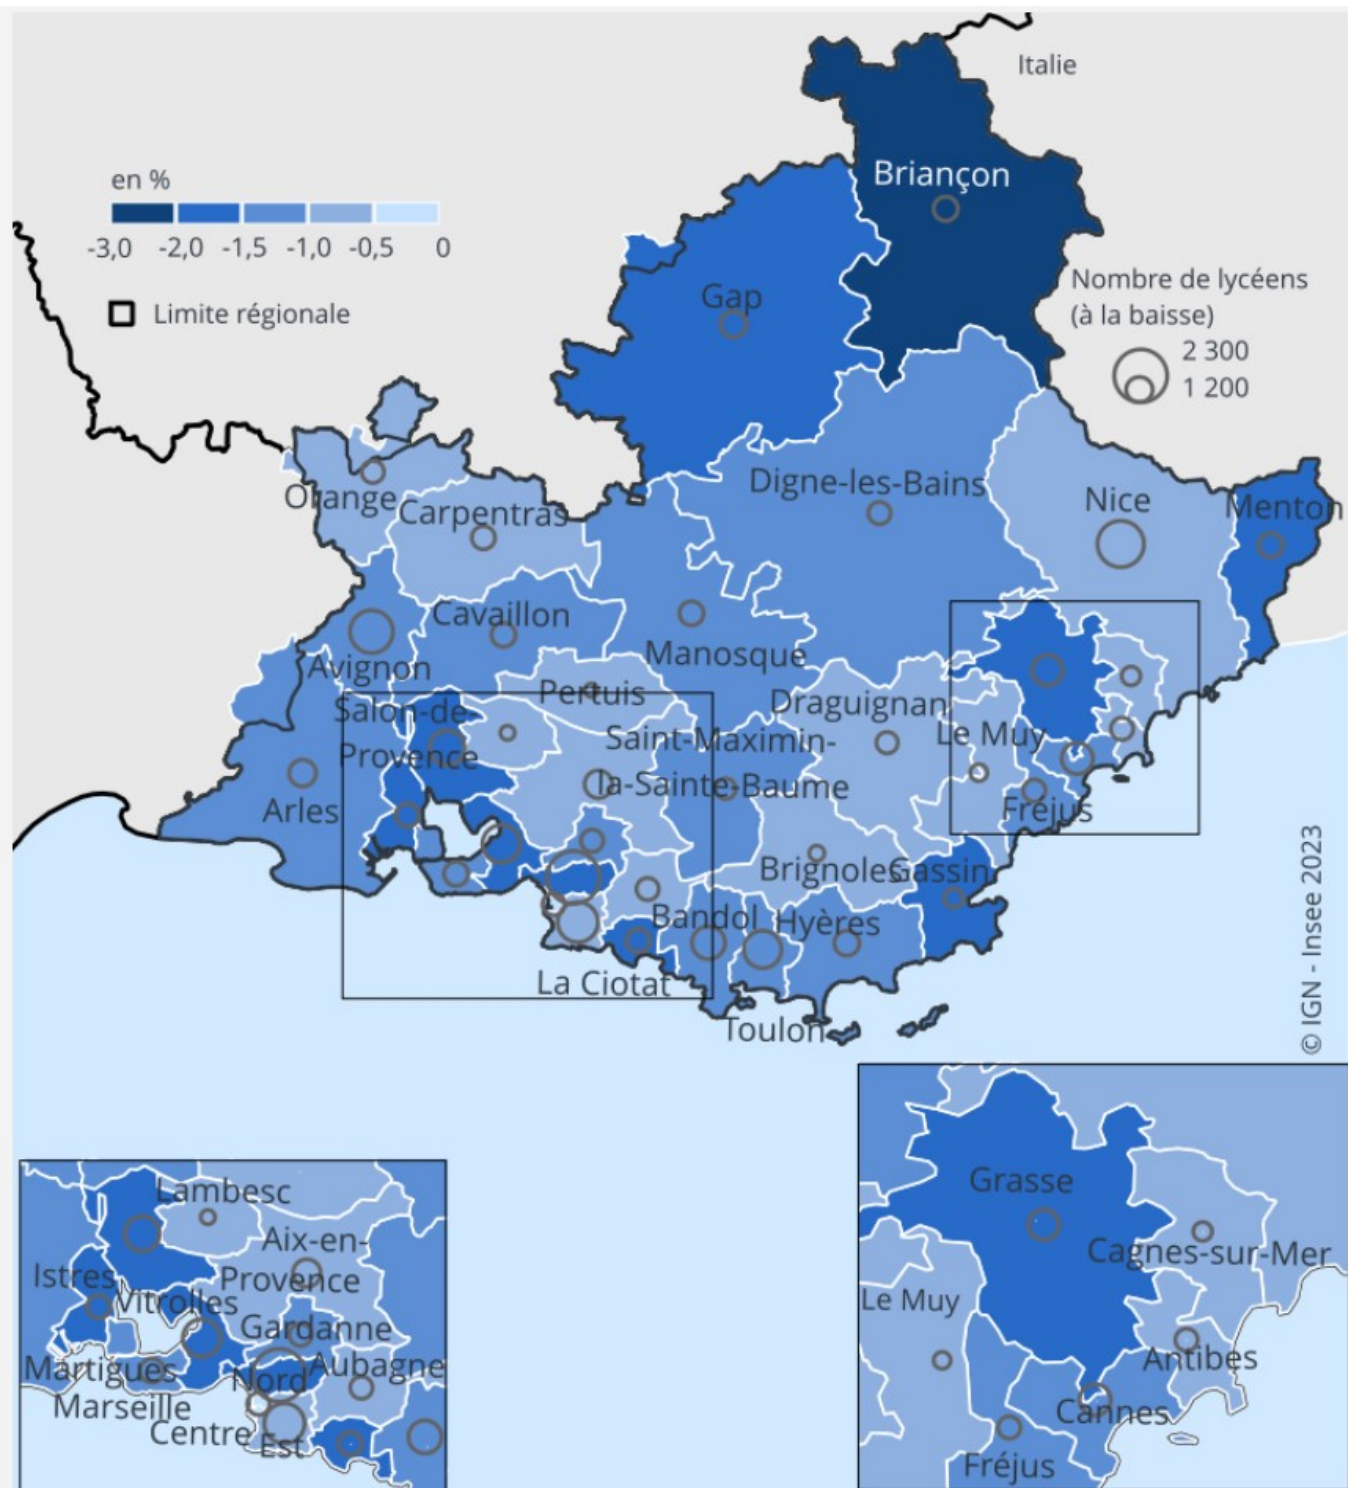 Italie
Briançon
en %
-3,0 -2,0 -1,5 -1,0 -0,5 0
Limite régionale
Nombre de lycéens
(à la baisse)
2 300
1 200
Gap
Digne-les-Bains
Nice
Menton
Orange
Carpentras
Cavaillon
Manosque
Avignon
Pertuis
Draguignan
Salon-de-
Provence
Saint-Maximin-
la-Sainte-Baume
Le Muy
Arles
Fréjus
Brignoles
Gassin
Bandol
Hyères
La Ciotat
Toulon
© IGN - Insee 2023
Lambesc
Aix-en-
Provence
Istres
Vitrolles
Gardanne
Martigues
Nord
Aubagne
Marseille
Centre
Est
Grasse
Cagnes-sur-Mer
Le Muy
Antibes
Cannes
Fréjus